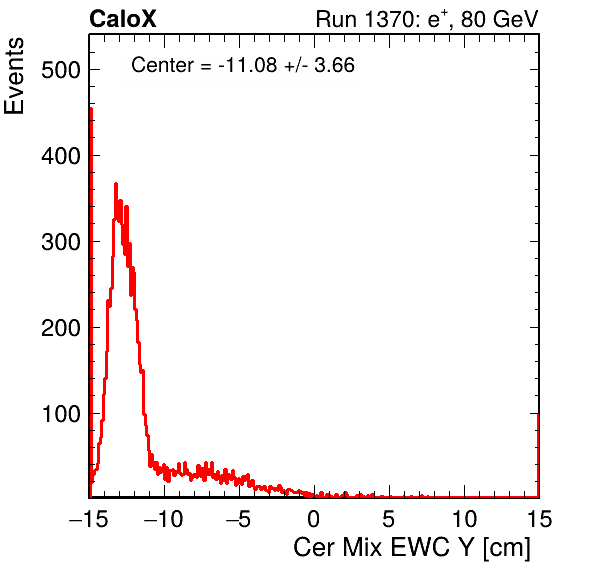 CaloX Run 1370: e⁺, 80 GeV
Center = -11.08 +/- 3.66
Events
500
400
300
200
100
−15 −10 −5 0 5 10 15
Cer Mix EWC Y [cm]